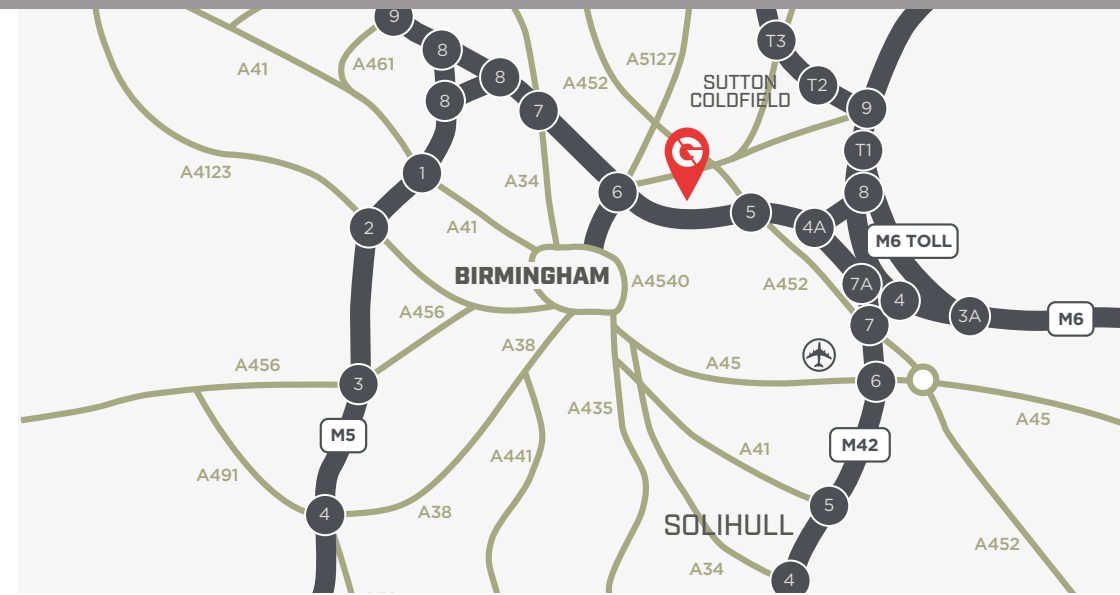 9
T3
8
A5127
A41
A461
8
A452
SUTTON
COLDFIELD
T2
8
7
9
T1
A4123
1
A34
6
8
2
A41
5
4A
M6 TOLL
BIRMINGHAM
A4540
A452
7A
4
A456
3A
M6
7
A38
A456
A45
3
6
A435
A45
M5
M42
A441
A41
A491
5
4
A38
SOLIHULL
A452
A34
4
G